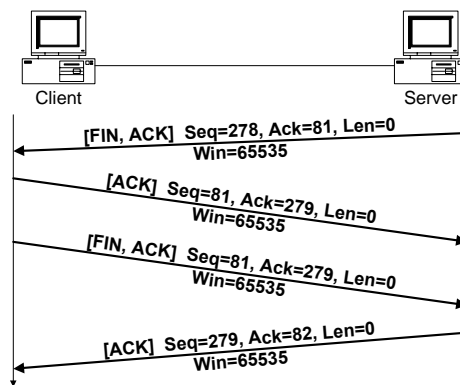 Client
Server
[FIN, ACK] Seq=278, Ack=81, Len=0
Win=65535
[ACK] Seq=81, Ack=279, Len=0
Win=65535
[FIN, ACK] Seq=81, Ack=279, Len=0
Win=65535
[ACK] Seq=279, Ack=82, Len=0
Win=65535